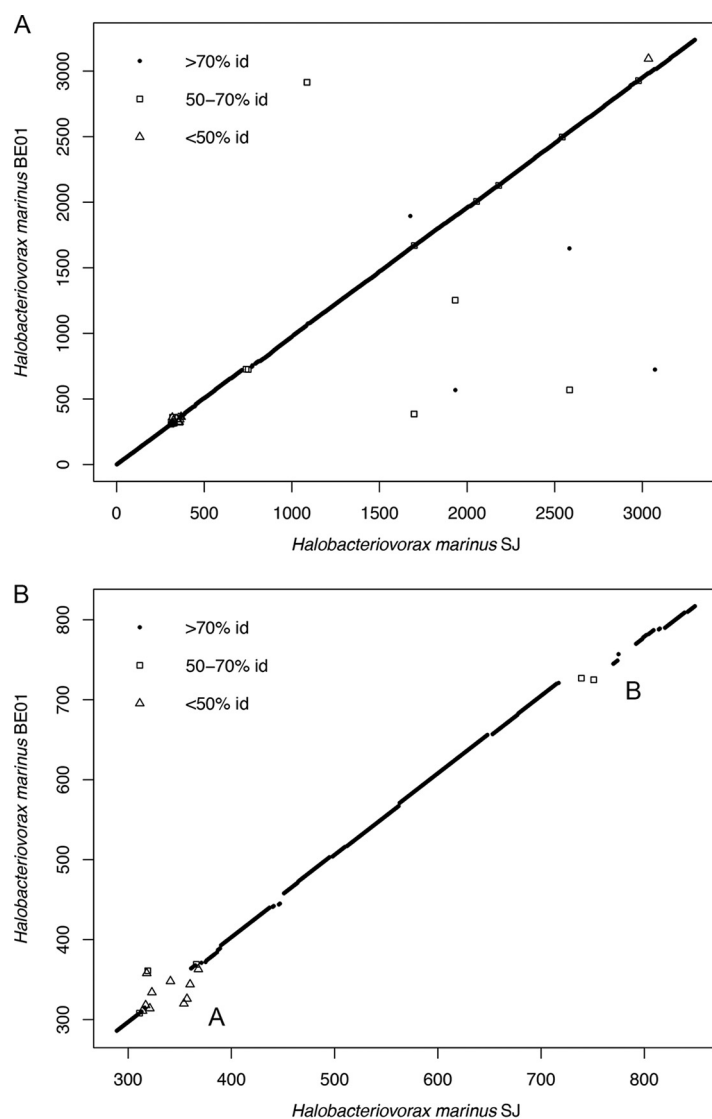 A
>70% id
50–70% id
<50% id
Halobacteriovorax marinus BE01
0 500 1000 1500 2000 2500 3000
0 500 1000 1500 2000 2500 3000
Halobacteriovorax marinus SJ
B
>70% id
50–70% id
<50% id
Halobacteriovorax marinus BE01
300 400 500 600 700 800
B
A
300 400 500 600 700 800
Halobacteriovorax marinus SJ